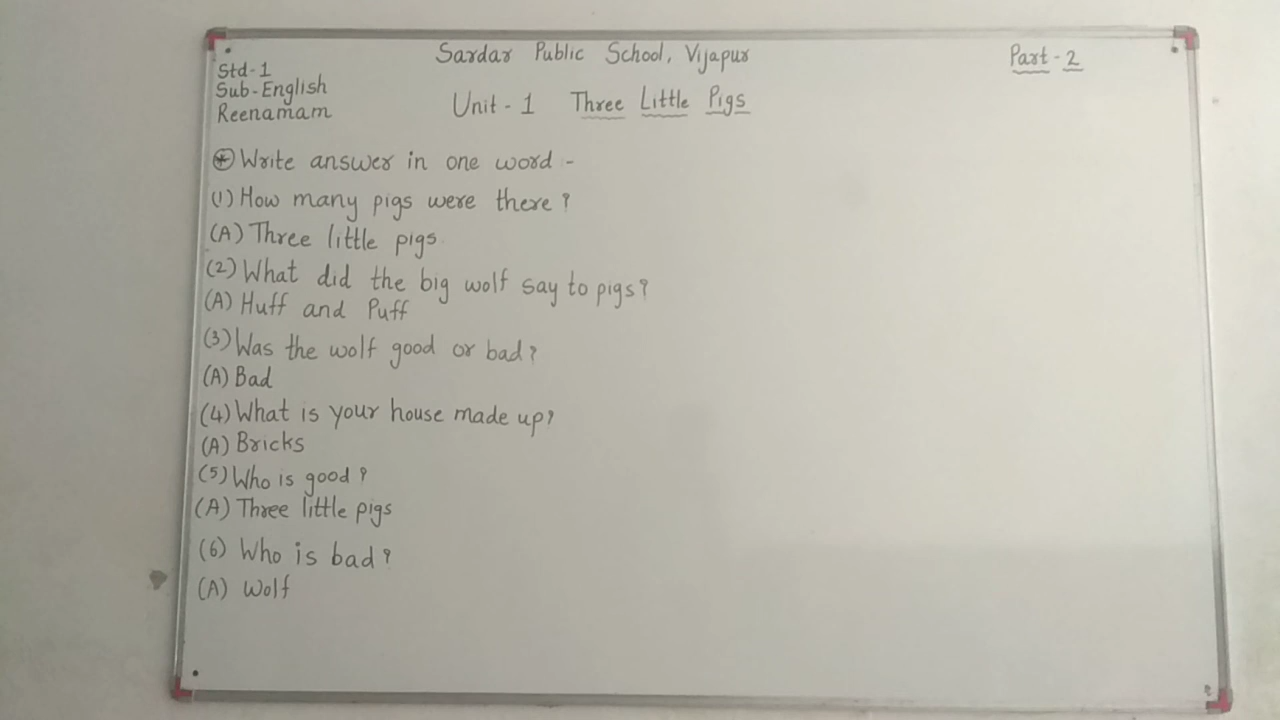 Sardar Public School, Vijapur
Part - 2
Std-1
Sub-English
Reenamam
Unit - 1 Three Little Pigs
⊛ Write answer in one word -
(1) How many pigs were there ?
(A) Three little pigs
(2) What did the big wolf say to pigs?
(A) Huff and Puff
(3) Was the wolf good or bad?
(A) Bad
(4) What is your house made up?
(A) Bricks
(5) Who is good ?
(A) Three little pigs
(6) Who is bad ?
(A) Wolf